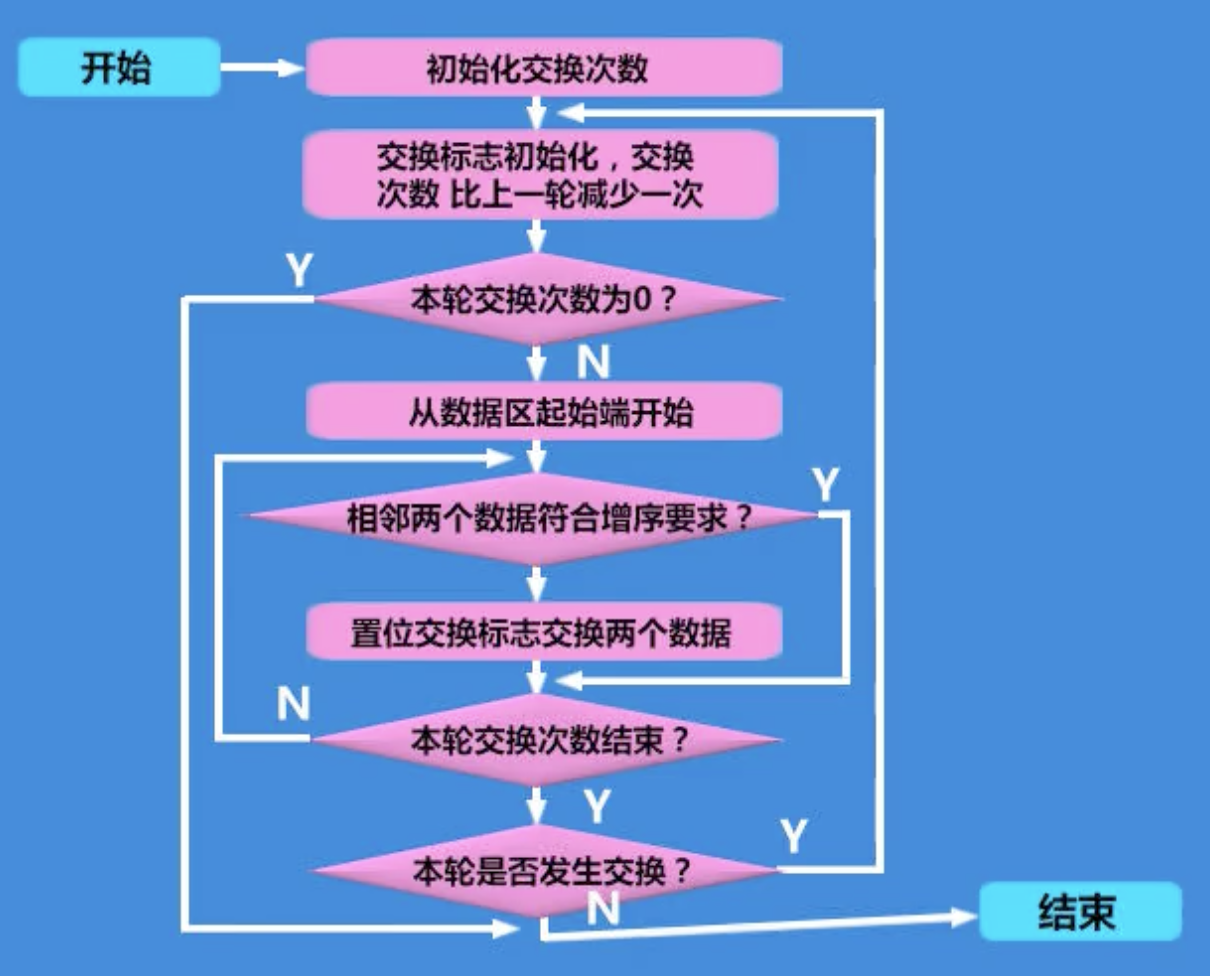 开始
初始化交换次数
交换标志初始化，交换
次数 比上一轮减少一次
Y
本轮交换次数为0？
N
从数据区起始端开始
Y
相邻两个数据符合增序要求？
置位交换标志交换两个数据
N
本轮交换次数结束？
Y
Y
本轮是否发生交换？
N
结束